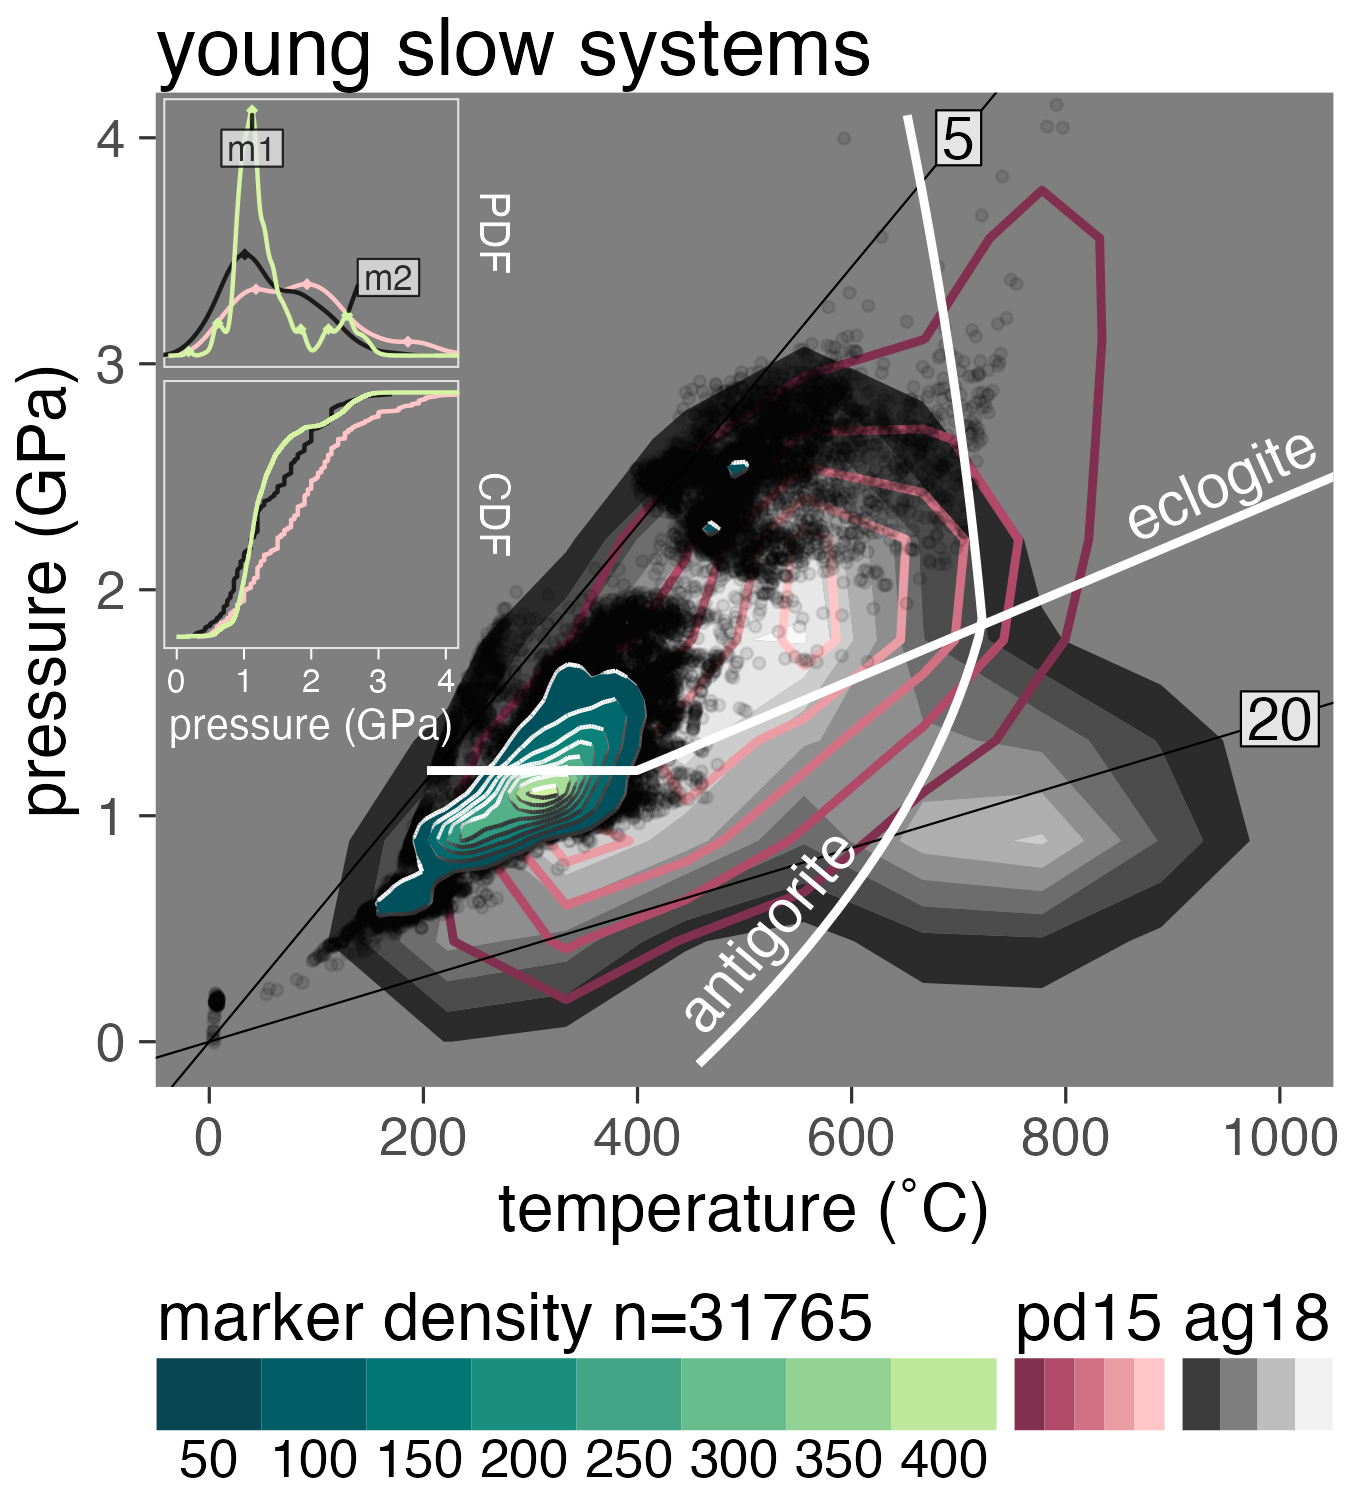 young slow systems
4
3
2
1
0
pressure (GPa)
m1
m2
PDF
CDF
0 1 2 3 4
pressure (GPa)
5
eclogite
20
antigorite
0 200 400 600 800 1000
temperature (˚C)
marker density n=31765
50 100 150 200 250 300 350 400
pd15
ag18